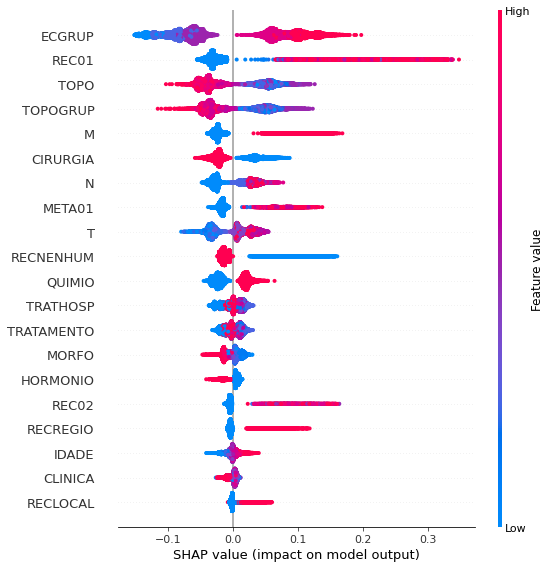 High
ECGRUP
REC01
TOPO
TOPOGRUP
M
CIRURGIA
N
META01
T
RECNENHUM
QUIMIO
TRATHOSP
TRATAMENTO
MORFO
HORMONIO
REC02
RECREGIO
IDADE
CLINICA
RECLOCAL
Feature value
Low
−0.1 0.0 0.1 0.2 0.3
SHAP value (impact on model output)